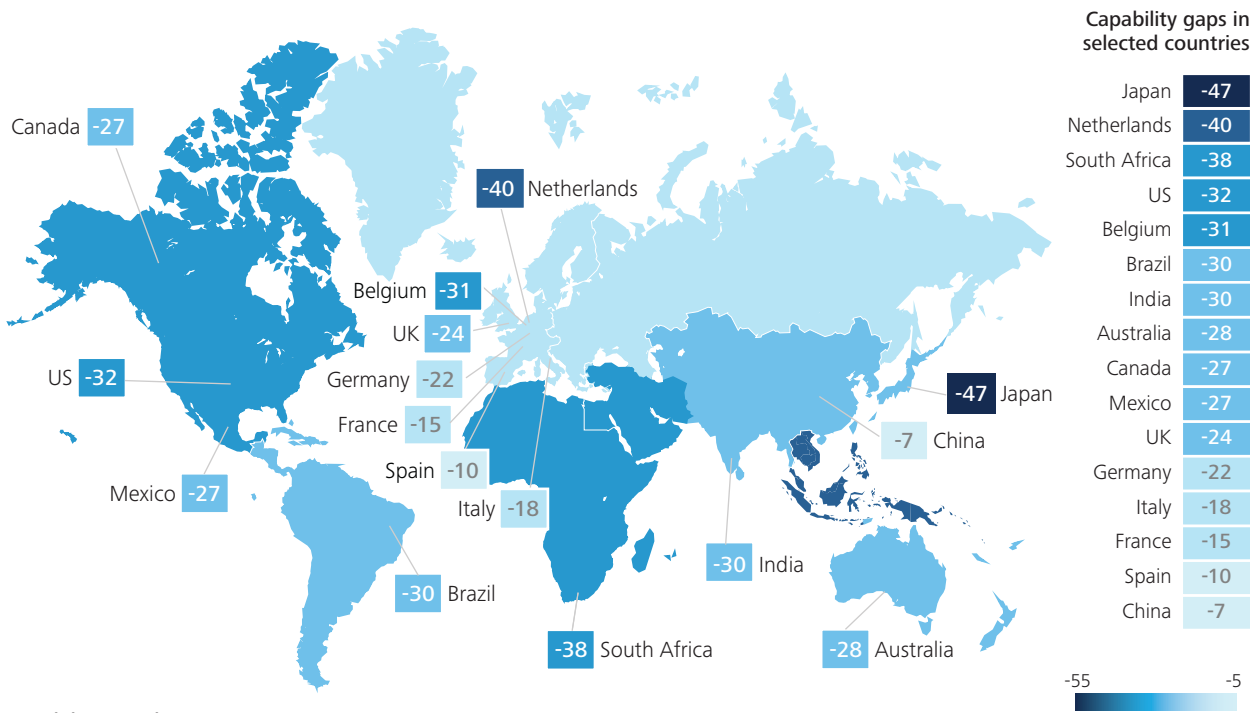 Capability gaps in
selected countries
Japan -47
Netherlands -40
South Africa -38
US -32
Belgium -31
Brazil -30
India -30
Australia -28
Canada -27
Mexico -27
UK -24
Germany -22
Italy -18
France -15
Spain -10
China -7
-55 -5
Canada -27
-40 Netherlands
Belgium -31
UK -24
US -32
Germany -22
-47 Japan
France -15
-7 China
Spain -10
Mexico -27
Italy -18
-30 India
-30 Brazil
-38 South Africa
-28 Australia